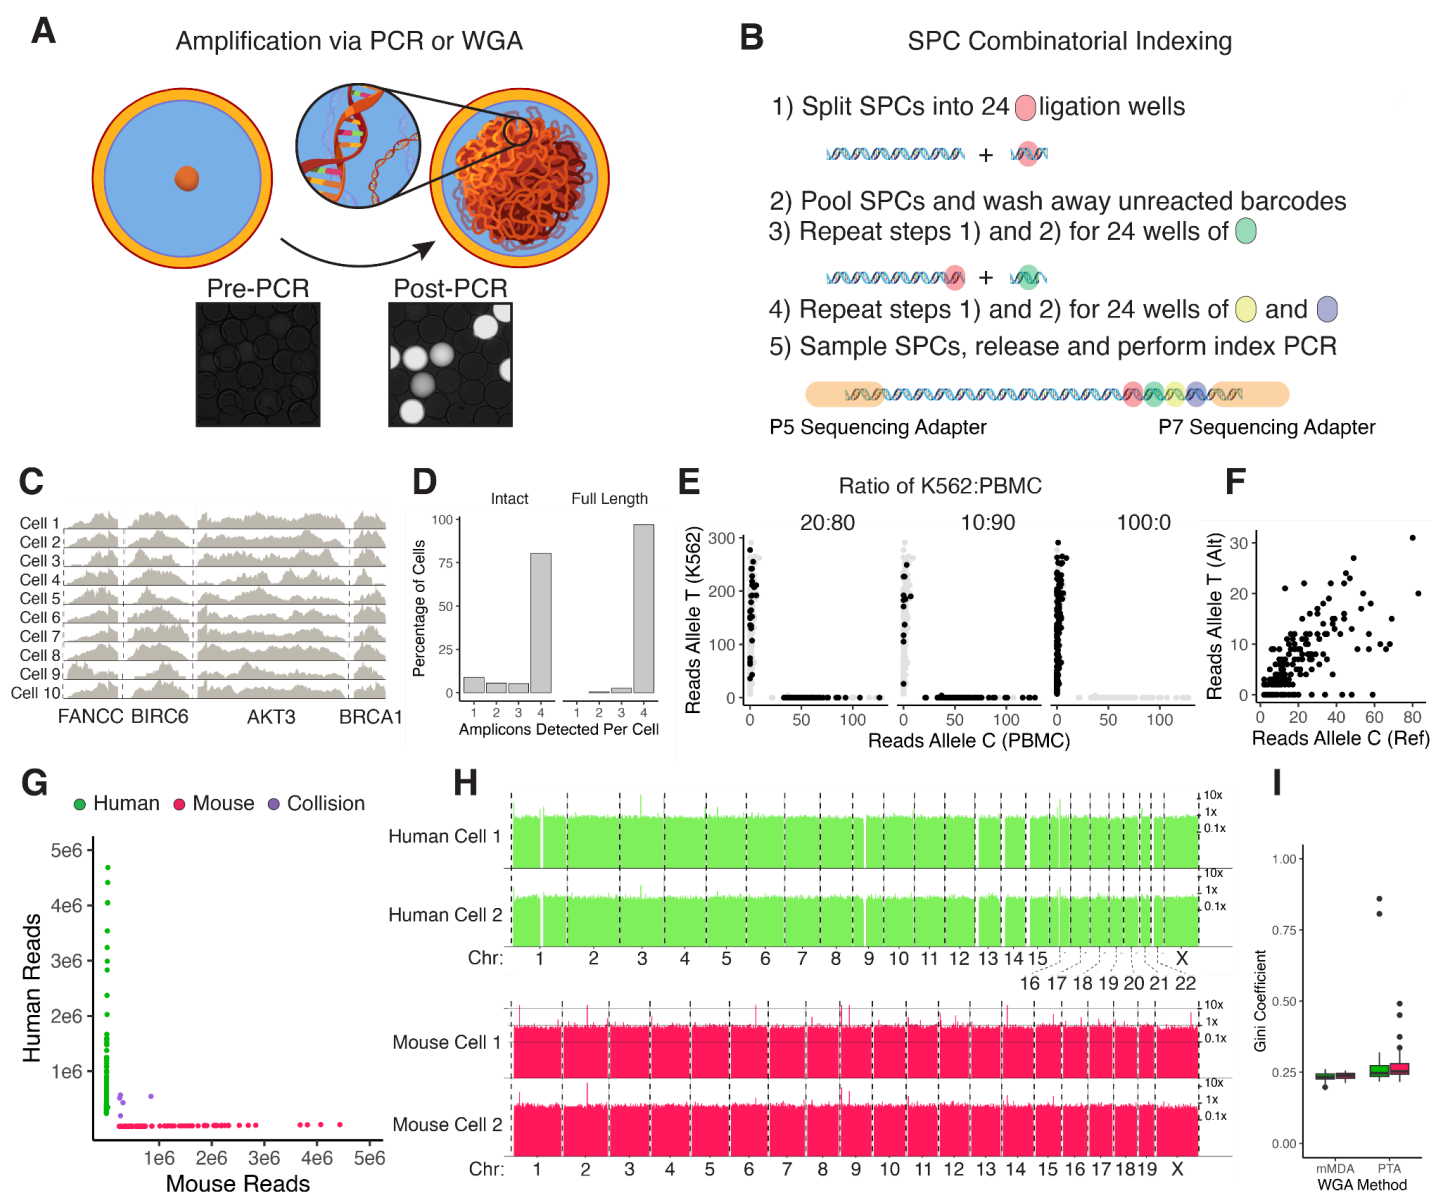 A
Amplification via PCR or WGA
Pre-PCR
Post-PCR
B
SPC Combinatorial Indexing
1) Split SPCs into 24 ligation wells
+
2) Pool SPCs and wash away unreacted barcodes
3) Repeat steps 1) and 2) for 24 wells of
+
4) Repeat steps 1) and 2) for 24 wells of and
5) Sample SPCs, release and perform index PCR
P5 Sequencing Adapter
P7 Sequencing Adapter
C
Cell 1
Cell 2
Cell 3
Cell 4
Cell 5
Cell 6
Cell 7
Cell 8
Cell 9
Cell 10
FANCC BIRC6 AKT3 BRCA1
D
Intact
Full Length
Percentage of Cells
100
75
50
25
0
1 2 3 4
1 2 3 4
Amplicons Detected Per Cell
E
Ratio of K562:PBMC
20:80
10:90
100:0
Reads Allele T (K562)
300
200
100
0
0 50 100
0 50 100
0 50 100
Reads Allele C (PBMC)
F
Reads Allele T (Alt)
30
20
10
0
0 20 40 60 80
Reads Allele C (Ref)
G
Human
Mouse
Collision
Human Reads
5e6
4e6
3e6
2e6
1e6
1e6 2e6 3e6 4e6 5e6
Mouse Reads
H
Human Cell 1
10x
1x
0.1x
Human Cell 2
10x
1x
0.1x
Chr: 1 2 3 4 5 6 7 8 9 10 11 12 13 14 15 X
16 17 18 19 20 21 22
Mouse Cell 1
10x
1x
0.1x
Mouse Cell 2
10x
1x
0.1x
Chr: 1 2 3 4 5 6 7 8 9 10 11 12 13 14 15 16 17 18 19 X
I
Gini Coefficient
1.00
0.75
0.50
0.25
0.00
mMDA PTA
WGA Method